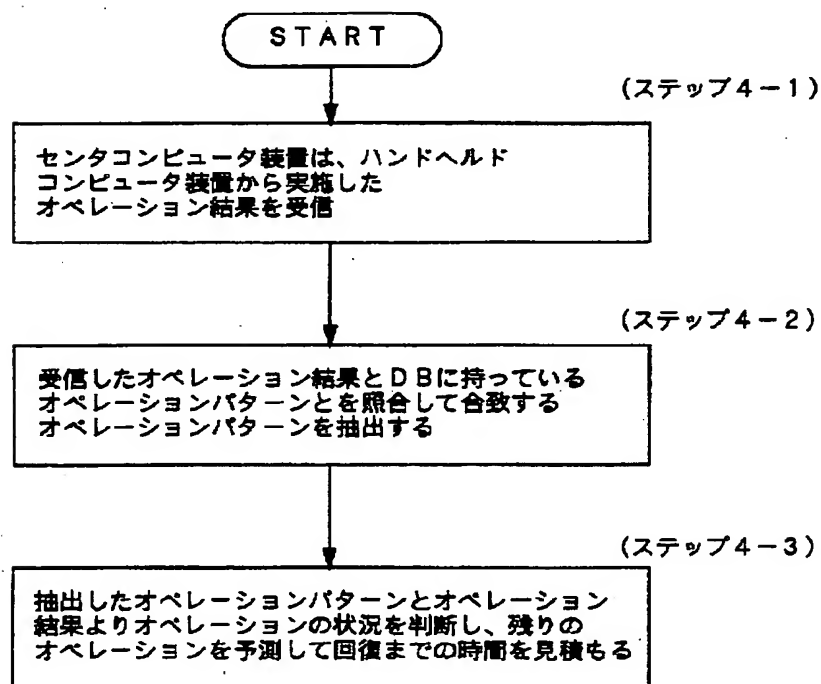 START
(ステップ4-1)
センタコンピュータ装置は、ハンドヘルド
コンピュータ装置から実施した
オペレーション結果を受信
(ステップ4-2)
受信したオペレーション結果とDBに持っている
オペレーションパターンとを照合して合致する
オペレーションパターンを抽出する
(ステップ4-3)
抽出したオペレーションパターンとオペレーション
結果よりオペレーションの状況を判断し、残りの
オペレーションを予測して回復までの時間を見積もる